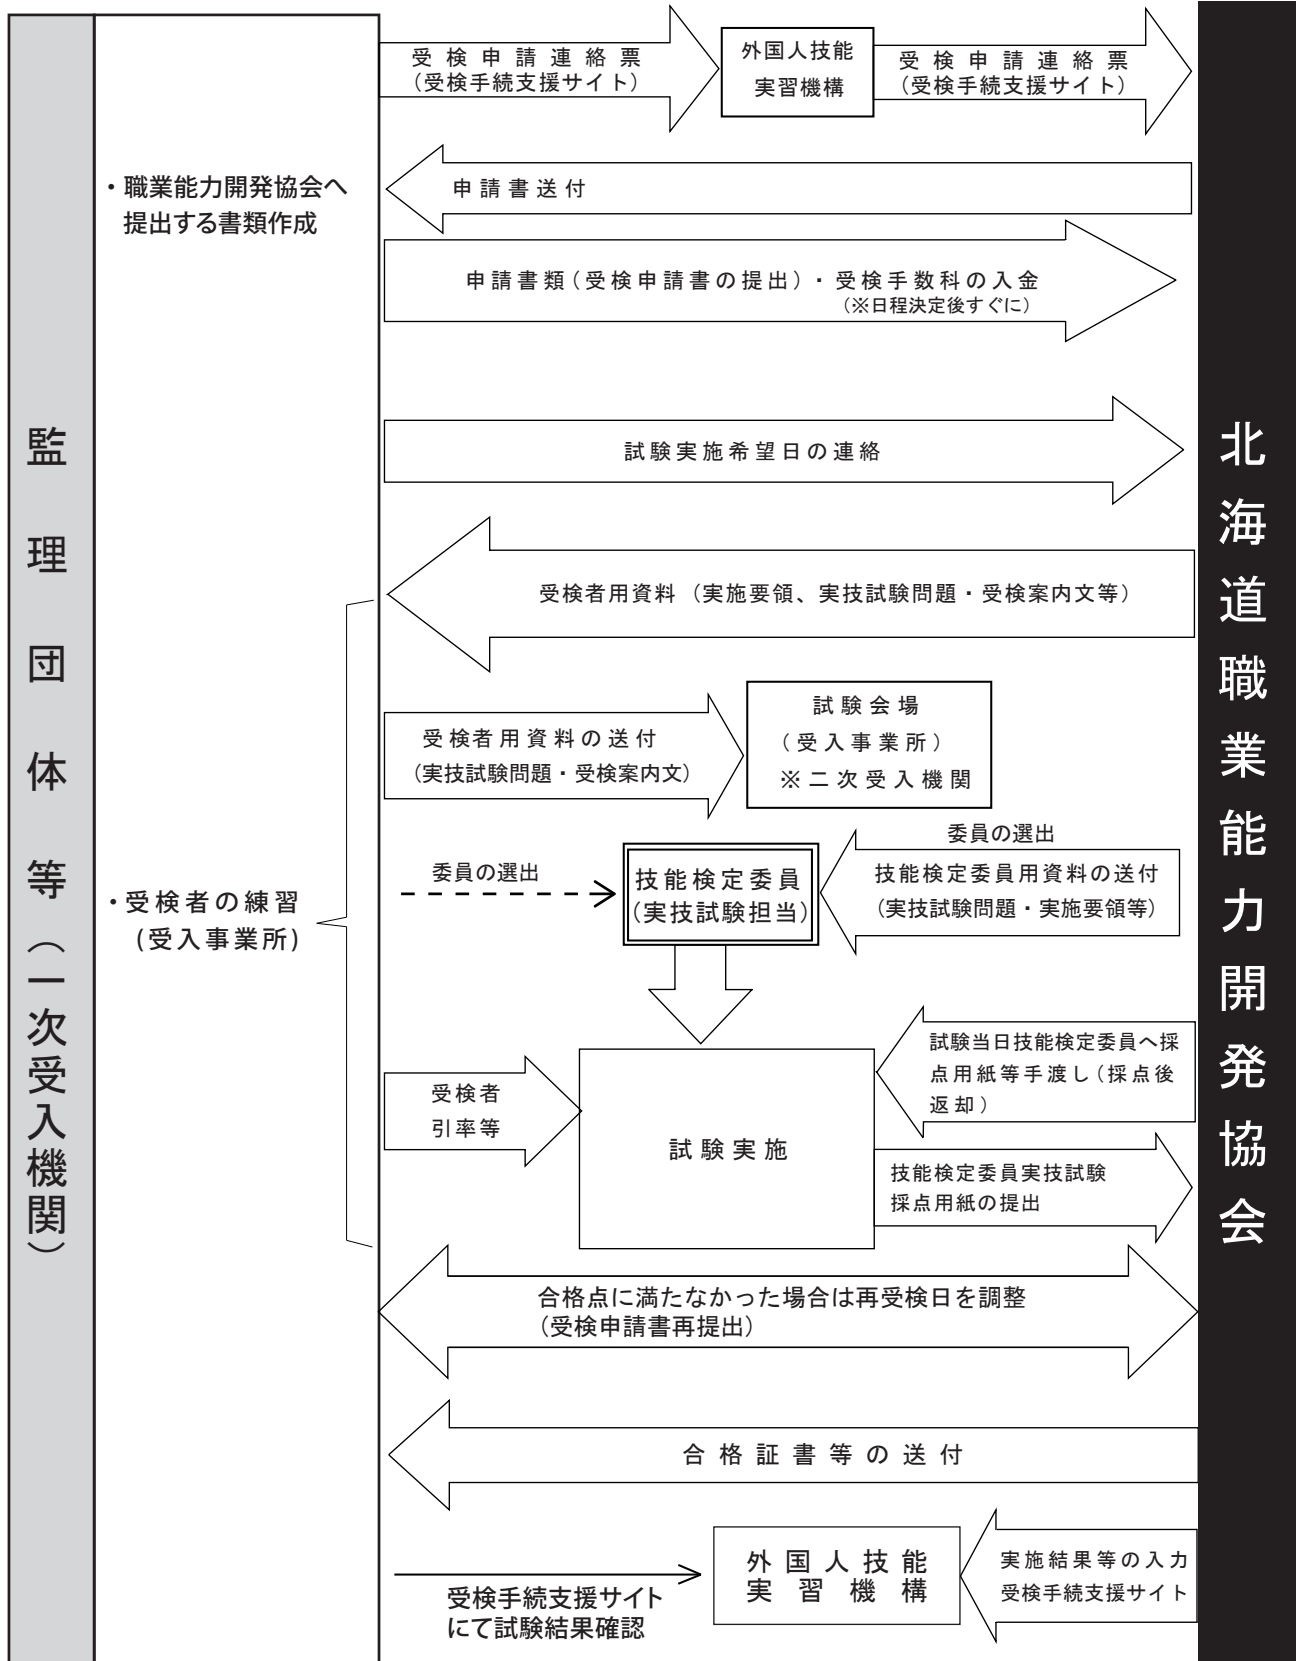 監理団体等（一次受入機関）
北海道職業能力開発協会
受検申請連絡票
（受検手続支援サイト）
外国人技能
実習機構
受検申請連絡票
（受検手続支援サイト）
・職業能力開発協会へ
提出する書類作成
申請書送付
申請書類（受検申請書の提出）・受検手数科の入金
（※日程決定後すぐに）
試験実施希望日の連絡
受検者用資料（実施要領、実技試験問題・受検案内文等）
受検者用資料の送付
（実技試験問題・受検案内文）
試験会場
（受入事業所）
※二次受入機関
・受検者の練習
（受入事業所）
委員の選出
技能検定委員
（実技試験担当）
委員の選出
技能検定委員用資料の送付
（実技試験問題・実施要領等）
受検者
引率等
試験実施
試験当日技能検定委員へ採
点用紙等手渡し（採点後
返却）
技能検定委員実技試験
採点用紙の提出
合格点に満たなかった場合は再受検日を調整
（受検申請書再提出）
合格証書等の送付
受検手続支援サイト
にて試験結果確認
外国人技能
実習機構
実施結果等の入力
受検手続支援サイト